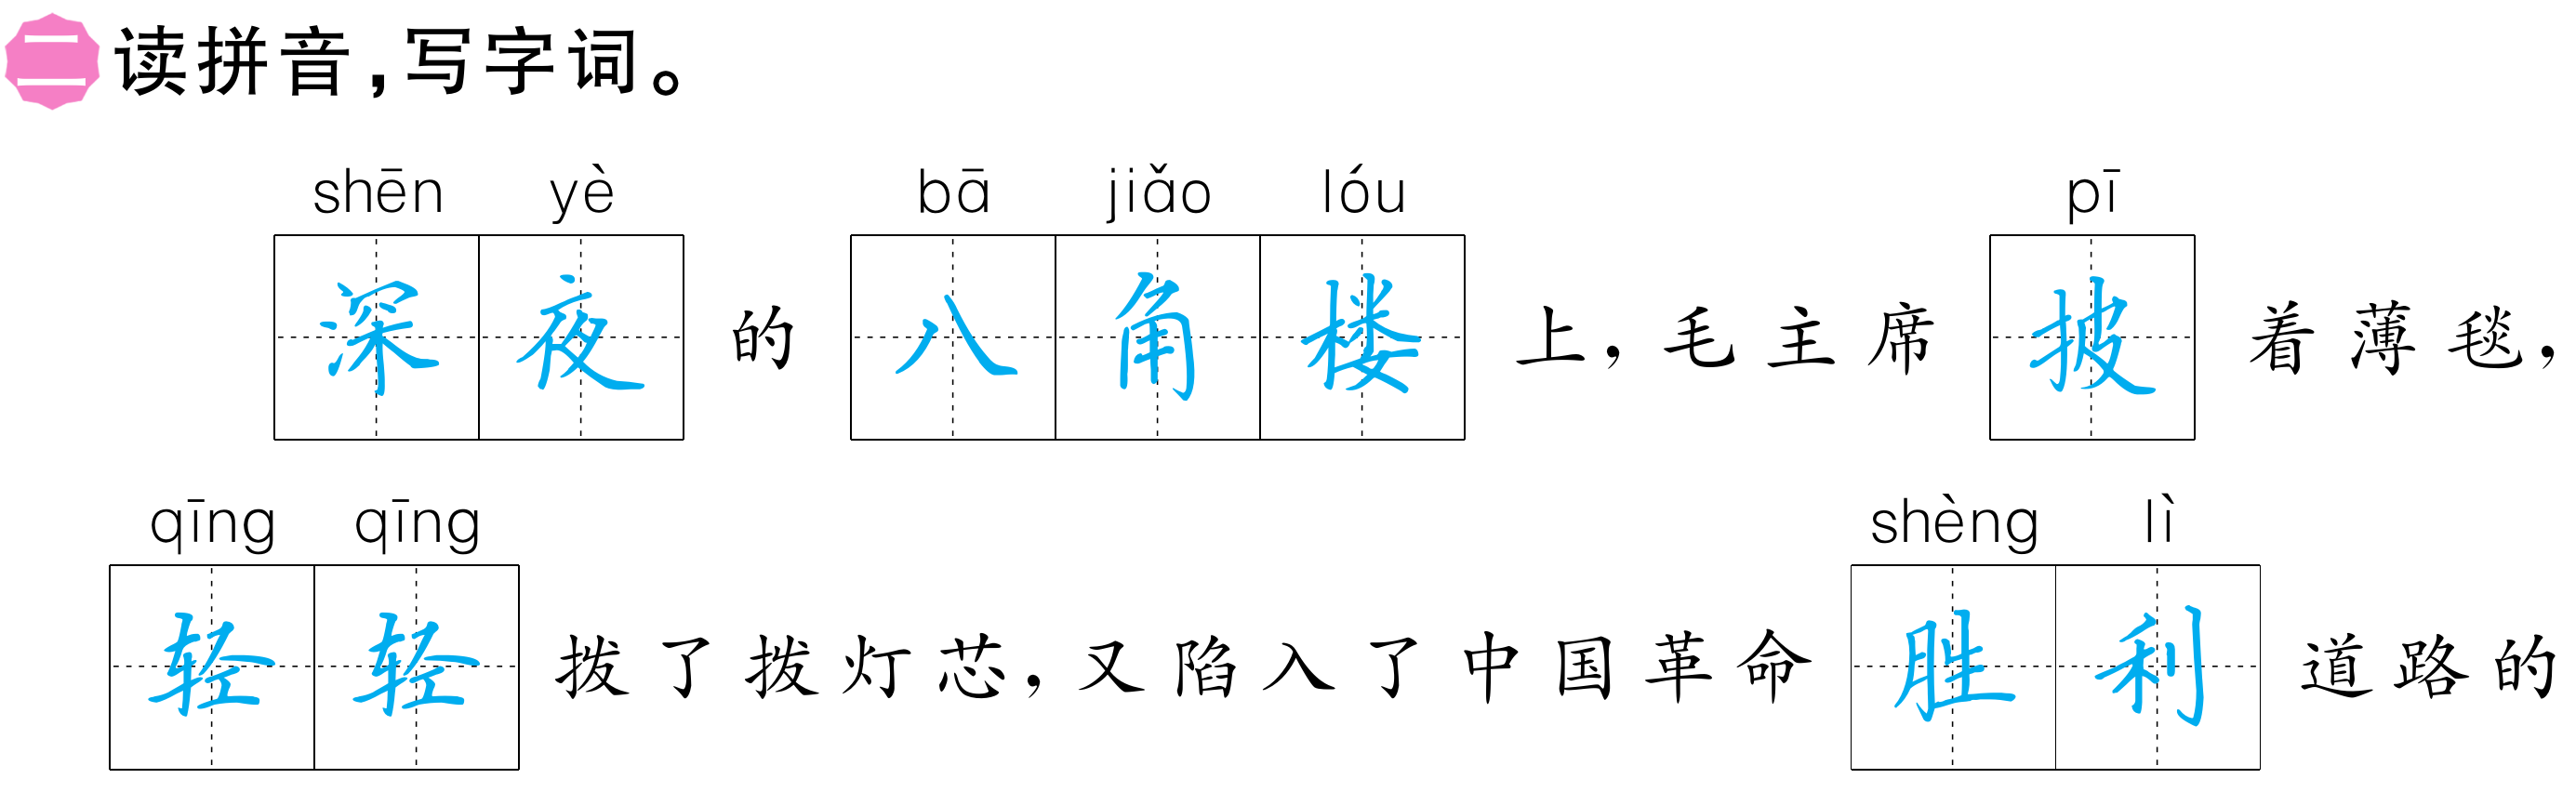 二 读拼音,写字词。
shēn yè bā jiǎo lóu pī
深夜的八角楼上,毛主席披着薄毯,
qīng qīng shèng lì
轻轻拨了拨灯芯,又陷入了中国革命胜利道路的